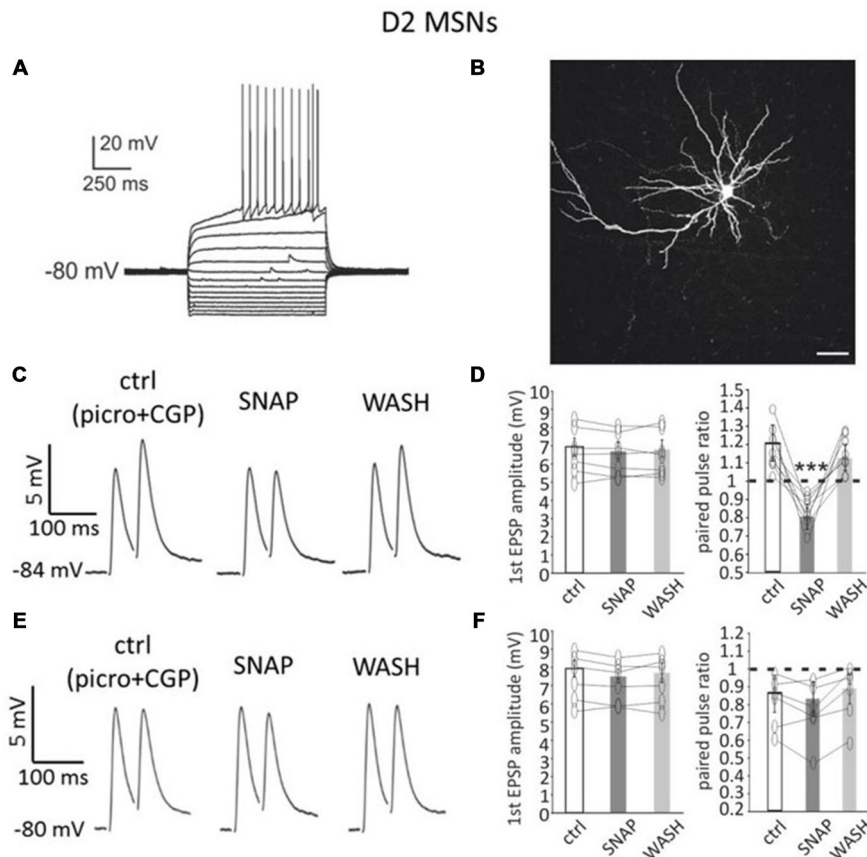 D2 MSNs
A
20 mV
250 ms
-80 mV
B
C
ctrl
(picro+CGP)
SNAP
WASH
5 mV
100 ms
-84 mV
D
1st EPSP amplitude (mV)
10
9
8
7
6
5
4
3
2
1
0
ctrl
SNAP
WASH
paired pulse ratio
1.5
1.4
1.3
1.2
1.1
1
0.9
0.8
0.7
0.6
0.5
***
ctrl
SNAP
WASH
E
ctrl
(picro+CGP)
SNAP
WASH
5 mV
100 ms
-80 mV
F
1st EPSP amplitude (mV)
10
9
8
7
6
5
4
3
2
1
0
ctrl
SNAP
WASH
paired pulse ratio
1.2
1.1
1
0.9
0.8
0.7
0.6
0.5
0.4
0.3
0.2
ctrl
SNAP
WASH